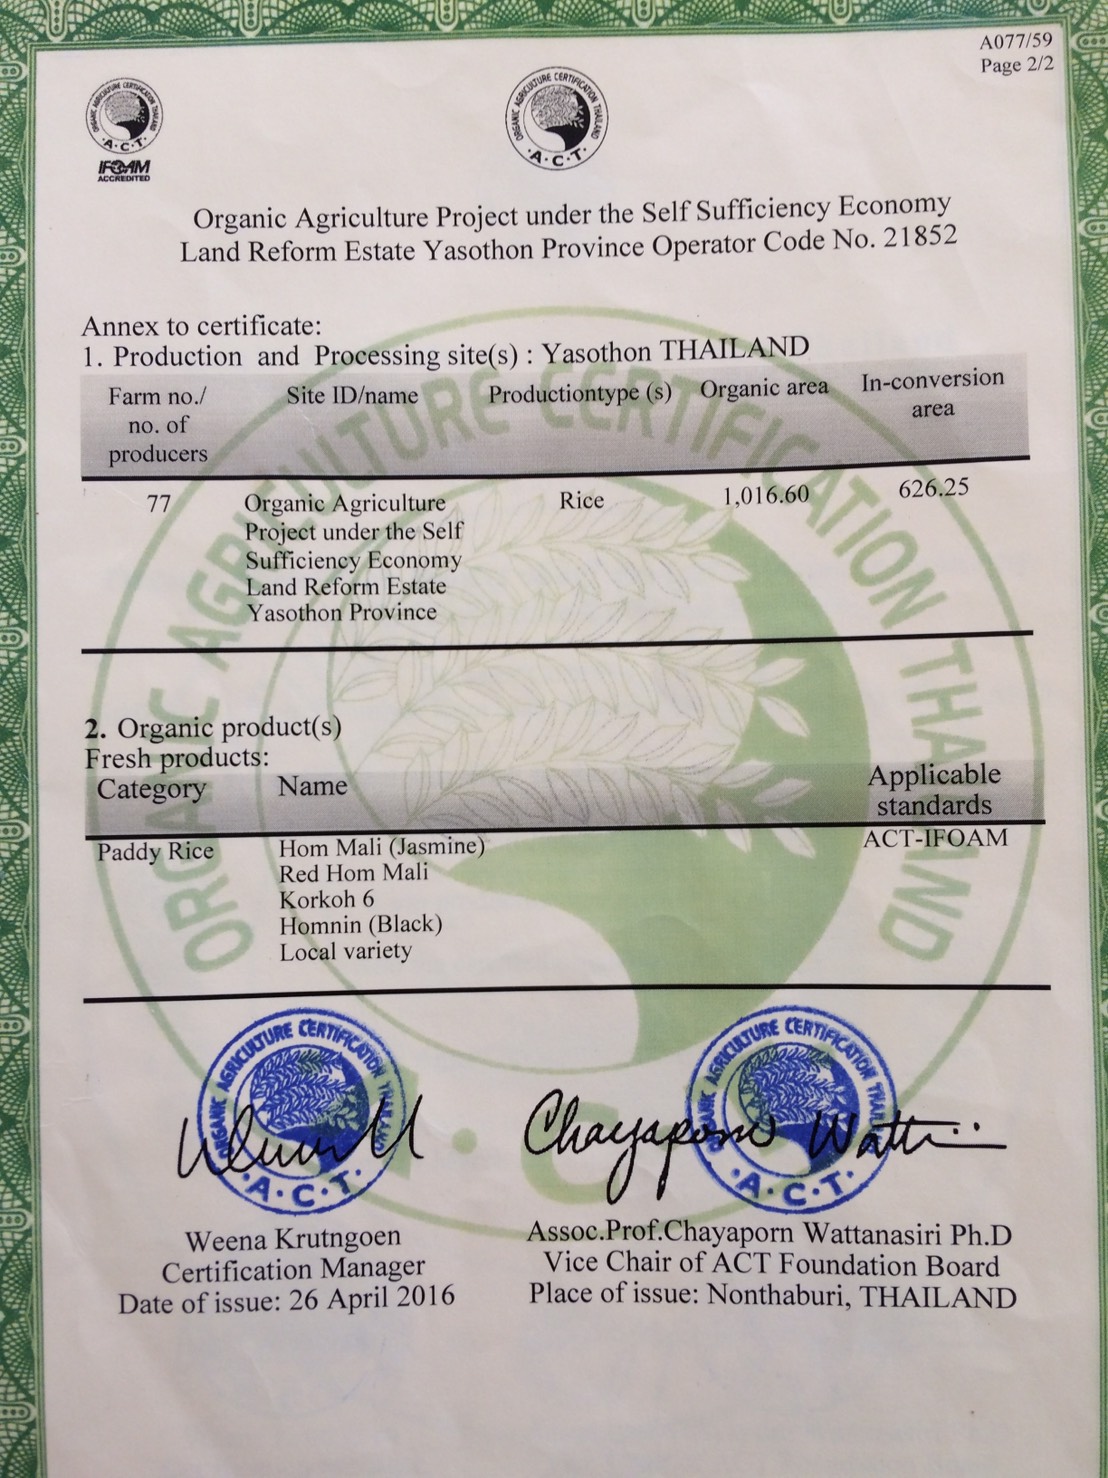 A077/59
Page 2/2
ORGANIC AGRICULTURE CERTIFICATION THAILAND
·A·C·T·
IFOAM
ACCREDITED
ORGANIC AGRICULTURE CERTIFICATION THAILAND
·A·C·T·
Organic Agriculture Project under the Self Sufficiency Economy
Land Reform Estate Yasothon Province Operator Code No. 21852
Annex to certificate:
1. Production and Processing site(s) : Yasothon THAILAND
Farm no./ Site ID/name Productiontype (s) Organic area In-conversion
no. of area
producers
77 Organic Agriculture Rice 1,016.60 626.25
Project under the Self
Sufficiency Economy
Land Reform Estate
Yasothon Province
2. Organic product(s)
Fresh products:
Category Name Applicable
standards
Paddy Rice Hom Mali (Jasmine) ACT-IFOAM
Red Hom Mali
Korkoh 6
Homnin (Black)
Local variety
ORGANIC AGRICULTURE CERTIFICATION THAILAND
ORGANIC AGRICULTURE CERTIFICATION THAILAND
·A·C·T·
ORGANIC AGRICULTURE CERTIFICATION THAILAND
·A·C·T·
Chayaporn Watt
Weena Krutngoen
Certification Manager
Date of issue: 26 April 2016
Assoc.Prof.Chayaporn Wattanasiri Ph.D
Vice Chair of ACT Foundation Board
Place of issue: Nonthaburi, THAILAND